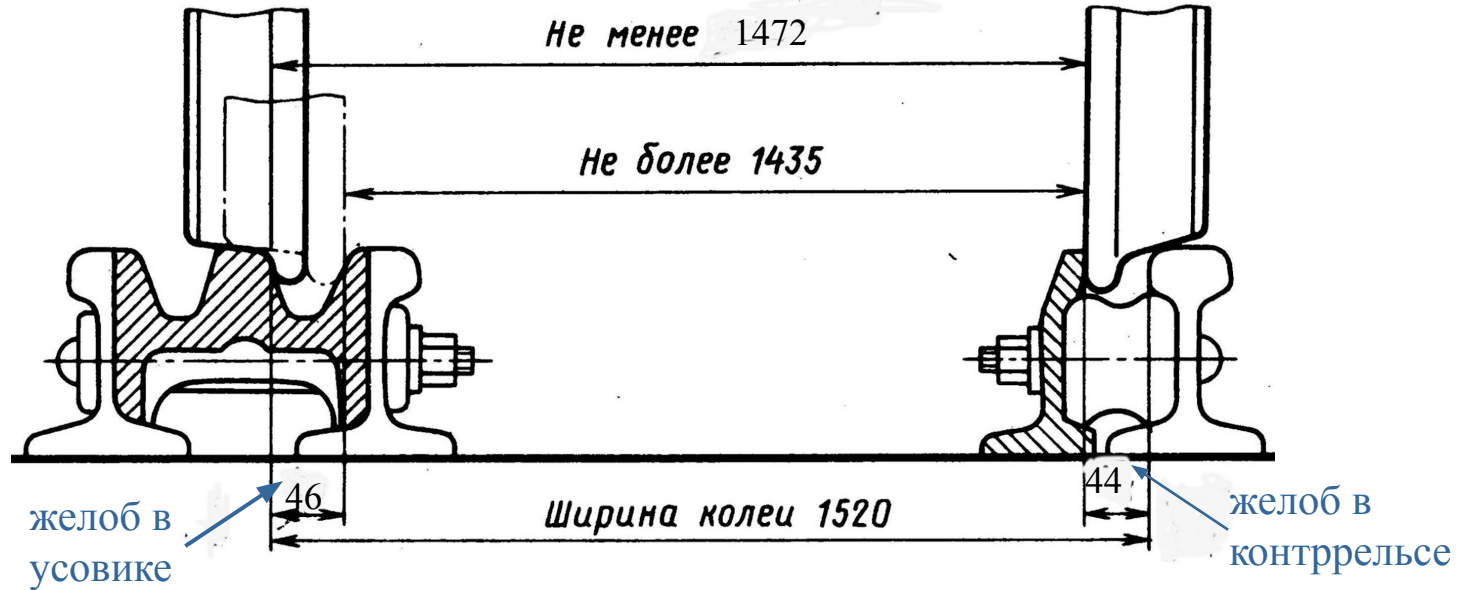 Не менее 1472
Не более 1435
46
44
Ширина колеи 1520
желоб в
усовике
желоб в
контррельсе